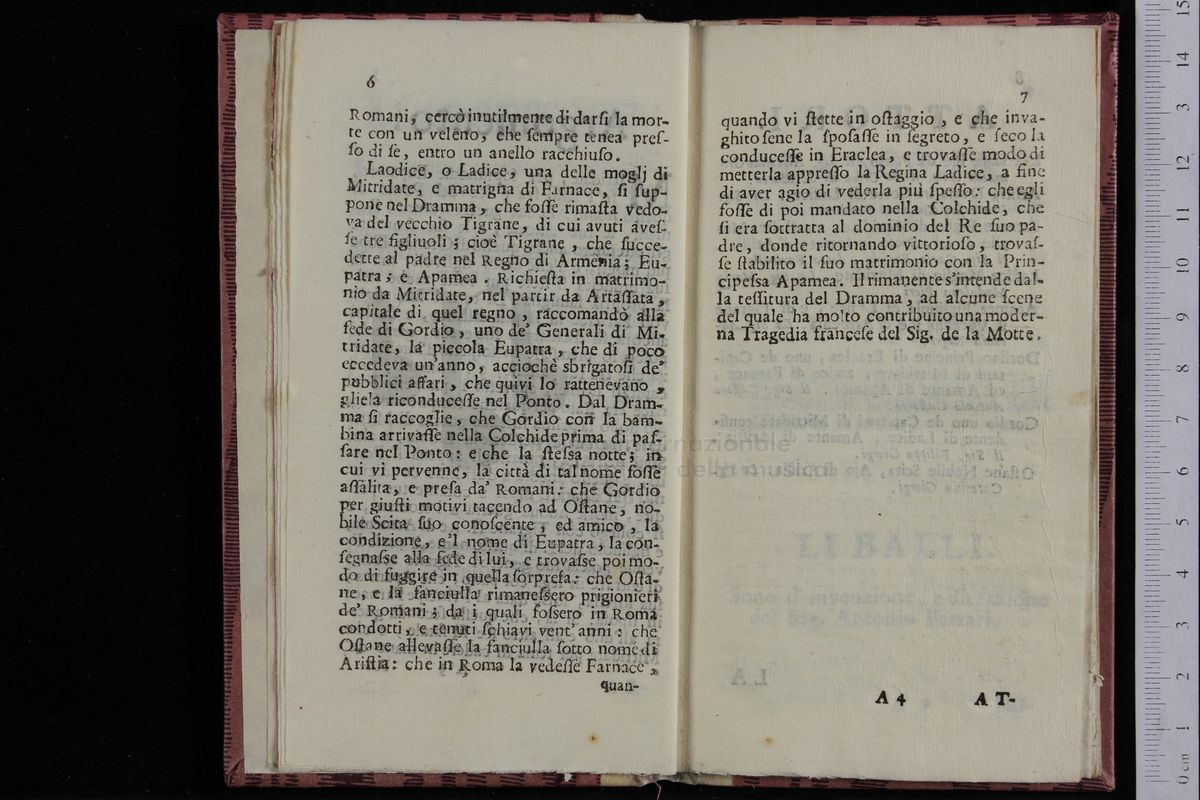 6
Romani, cercò inutilmente di darſi la mor-
te con un veleno, che ſempre tenea preſ-
ſo di ſe, entro un anello racchiuſo.
Laodice, o Ladice, una delle moglj di
Mitridate, e matrigna di Farnace, ſi ſup-
pone nel Dramma, che foſſe rimaſta vedo-
va del vecchio Tigrane, di cui avuti aveſ-
ſe tre figliuoli; cioè Tigrane, che ſucce-
dette al padre nel Regno di Armenia; Eu-
patra; e Apamea. Richieſta in matrimo-
nio da Mitridate, nel partir da Artaſſata,
capitale di quel regno, raccomandò alla
fede di Gordio, uno de' Generali di Mi-
tridate, la piccola Eupatra, che di poco
eccedeva un'anno, acciochè sbrigatoſi de'
pubblici affari, che quivi lo rattenevano,
gliela riconduceſſe nel Ponto. Dal Dram-
ma ſi raccoglie, che Gordio con la bam-
bina arrivaſſe nella Colchide prima di paſ-
ſare nel Ponto: e che la ſteſsa notte; in
cui vi pervenne, la città di tal nome foſſe
aſſalita, e preſa da' Romani: che Gordio
per giuſti motivi tacendo ad Oſtane, no-
bile Scita ſuo conoſcente, ed amico, la
condizione, e'l nome di Eupatra, la con-
ſegnaſse alla fede di lui, e trovaſse poi mo-
do di fuggire in quella ſorpreſa: che Oſta-
ne, e la fanciulla rimaneſsero prigionieri
de' Romani; da i quali foſsero in Roma
condotti, e tenuti ſchiavi vent' anni: che
Oſtane allevaſſe la fanciulla ſotto nome di
Ariſtia: che in Roma la vedeſſe Farnace,
quan-
7
quando vi ſtette in oſtaggio, e che inva-
ghitoſene la ſpoſaſſe in ſegreto, e ſeco la
conduceſſe in Eraclea, e trovaſſe modo di
metterla appreſſo la Regina Ladice, a fine
di aver agio di vederla più ſpeſſo: che egli
foſſe di poi mandato nella Colchide, che
ſi era ſottratta al dominio del Re ſuo pa-
dre, donde ritornando vittorioſo, trovaſ-
ſe ſtabilito il ſuo matrimonio con la Prin-
cipeſsa Apamea. Il rimanente s'intende dal-
la teſſitura del Dramma, ad alcune ſcene
del quale ha molto contribuito una moder-
na Tragedia franceſe del Sig. de la Motte.
A 4 AT-